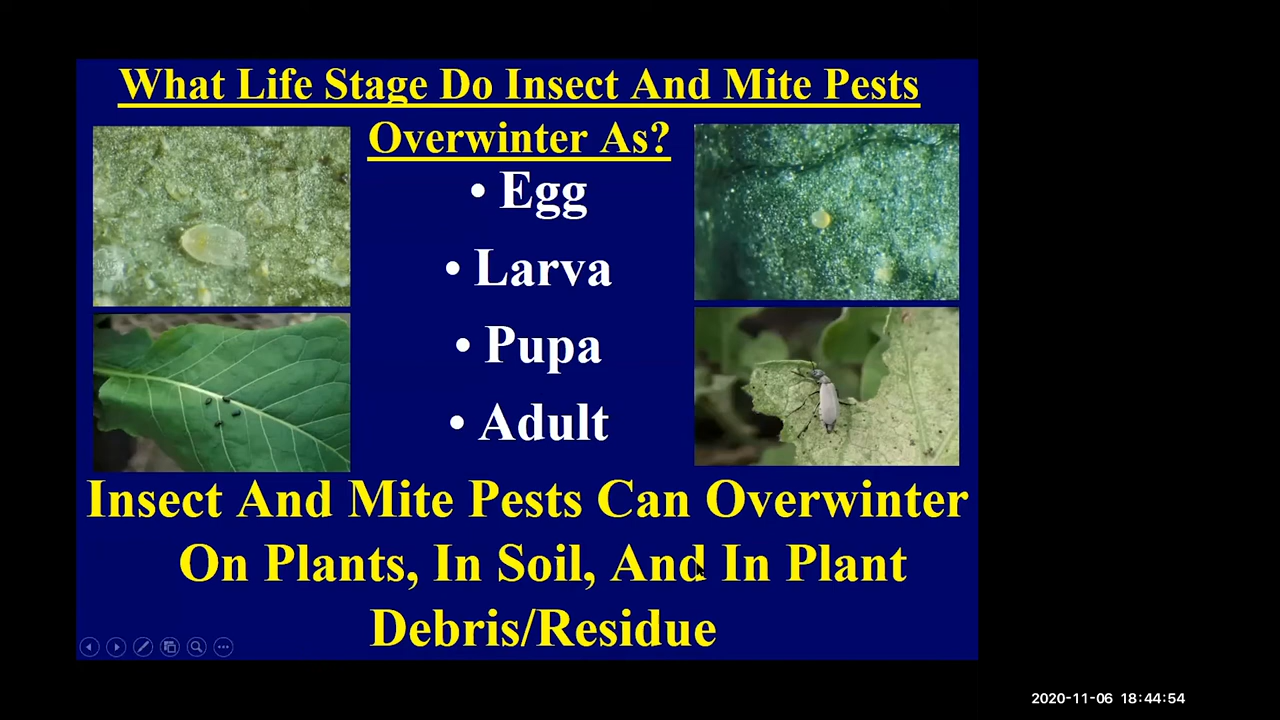 What Life Stage Do Insect And Mite Pests
Overwinter As?
• Egg
• Larva
• Pupa
• Adult
Insect And Mite Pests Can Overwinter
On Plants, In Soil, And In Plant
Debris/Residue
2020-11-06 18:44:54